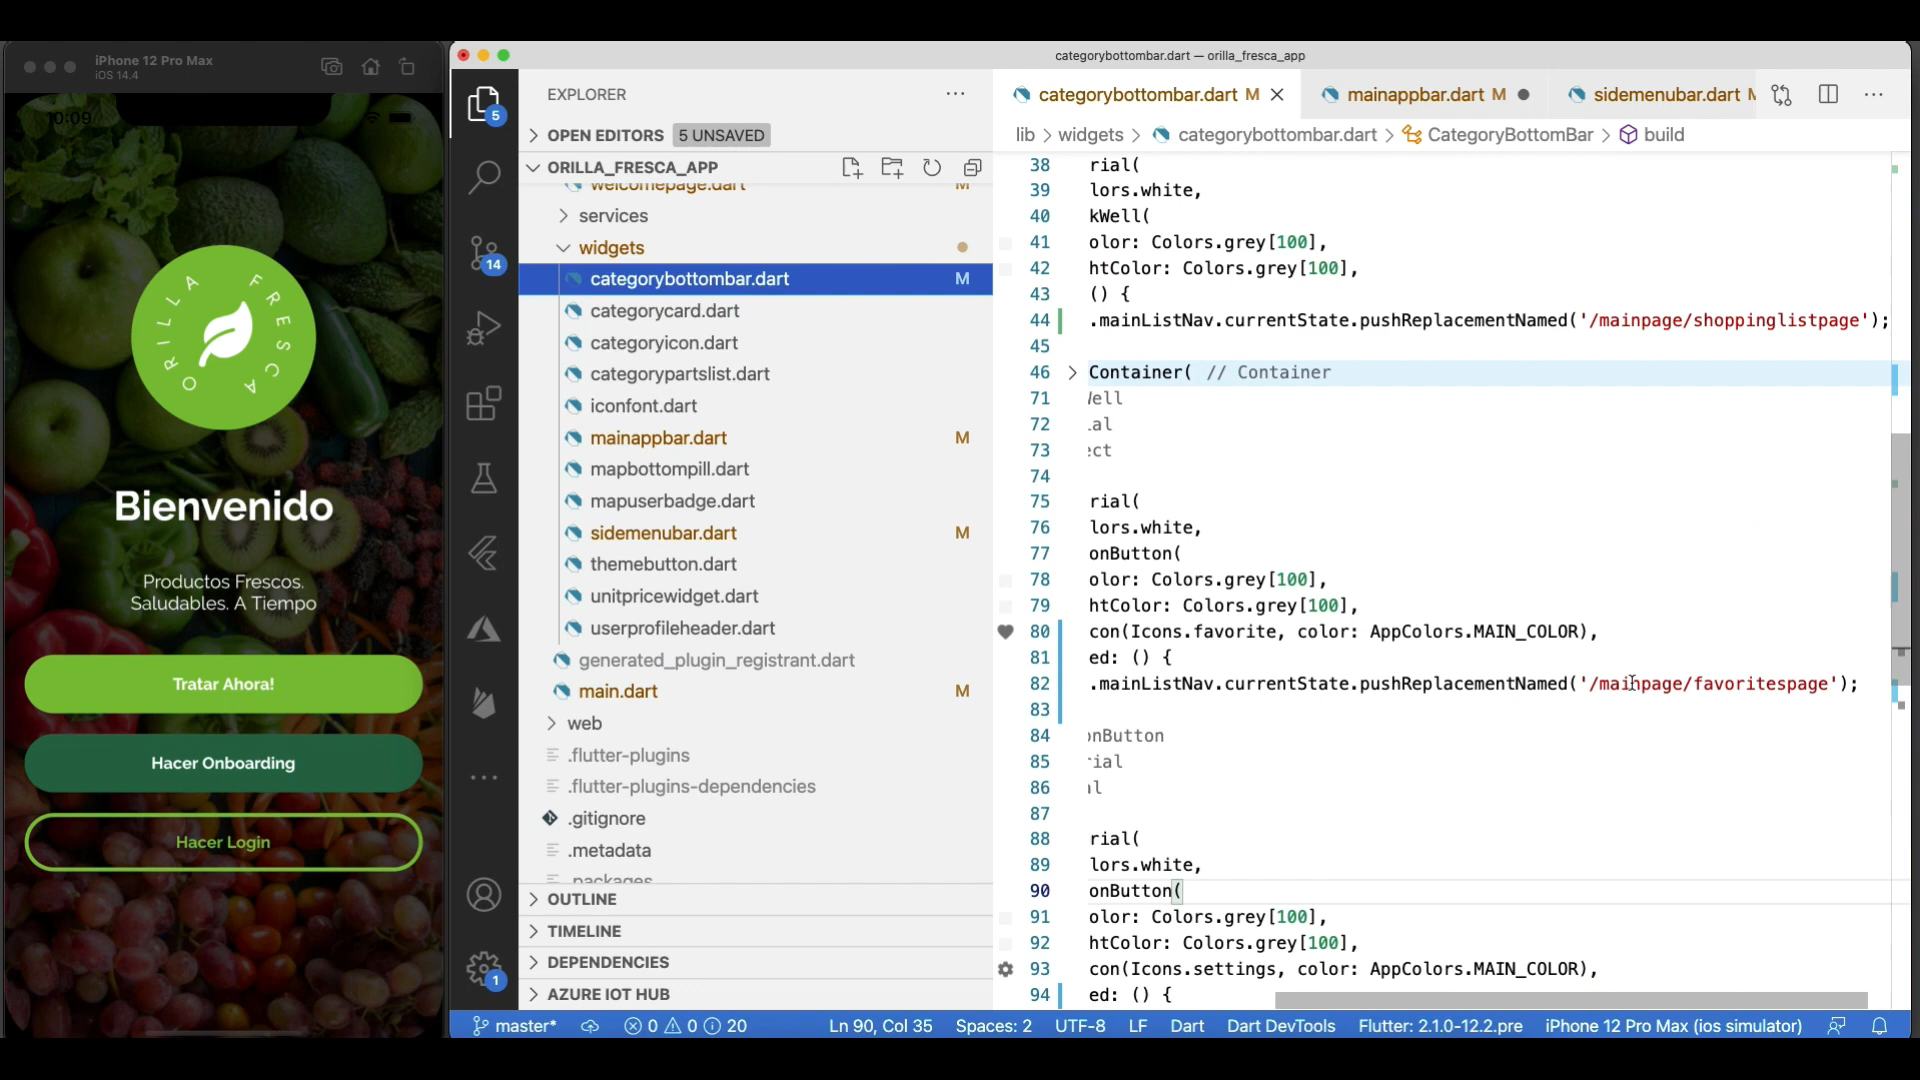 iPhone 12 Pro Max
iOS 14.4
10:09
ORILLA FRESCA
Bienvenido
Productos Frescos.
Saludables. A Tiempo
Tratar Ahora!
Hacer Onboarding
Hacer Login
categorybottombar.dart — orilla_fresca_app
5
14
1
EXPLORER
OPEN EDITORS 5 UNSAVED
ORILLA_FRESCA_APP
welcomepage.dart M
services
widgets
categorybottombar.dart M
categorycard.dart
categoryicon.dart
categorypartslist.dart
iconfont.dart
mainappbar.dart M
mapbottompill.dart
mapuserbadge.dart
sidemenubar.dart M
themebutton.dart
unitpricewidget.dart
userprofileheader.dart
generated_plugin_registrant.dart
main.dart M
web
.flutter-plugins
.flutter-plugins-dependencies
.gitignore
.metadata
.packages
OUTLINE
TIMELINE
DEPENDENCIES
AZURE IOT HUB
categorybottombar.dart M mainappbar.dart M sidemenubar.dart M
lib > widgets > categorybottombar.dart > CategoryBottomBar > build
38 rial(
39 lors.white,
40 kWell(
41 olor: Colors.grey[100],
42 htColor: Colors.grey[100],
43 () {
44 .mainListNav.currentState.pushReplacementNamed('/mainpage/shoppinglistpage');
45
46 Container( // Container
71 Well
72 al
73 ect
74
75 rial(
76 lors.white,
77 onButton(
78 olor: Colors.grey[100],
79 htColor: Colors.grey[100],
80 con(Icons.favorite, color: AppColors.MAIN_COLOR),
81 ed: () {
82 .mainListNav.currentState.pushReplacementNamed('/mainpage/favoritespage');
83
84 onButton
85 rial
86 al
87
88 rial(
89 lors.white,
90 onButton(
91 olor: Colors.grey[100],
92 htColor: Colors.grey[100],
93 con(Icons.settings, color: AppColors.MAIN_COLOR),
94 ed: () {
master* 0 0 20 Ln 90, Col 35 Spaces: 2 UTF-8 LF Dart Dart DevTools Flutter: 2.1.0-12.2.pre iPhone 12 Pro Max (ios simulator)